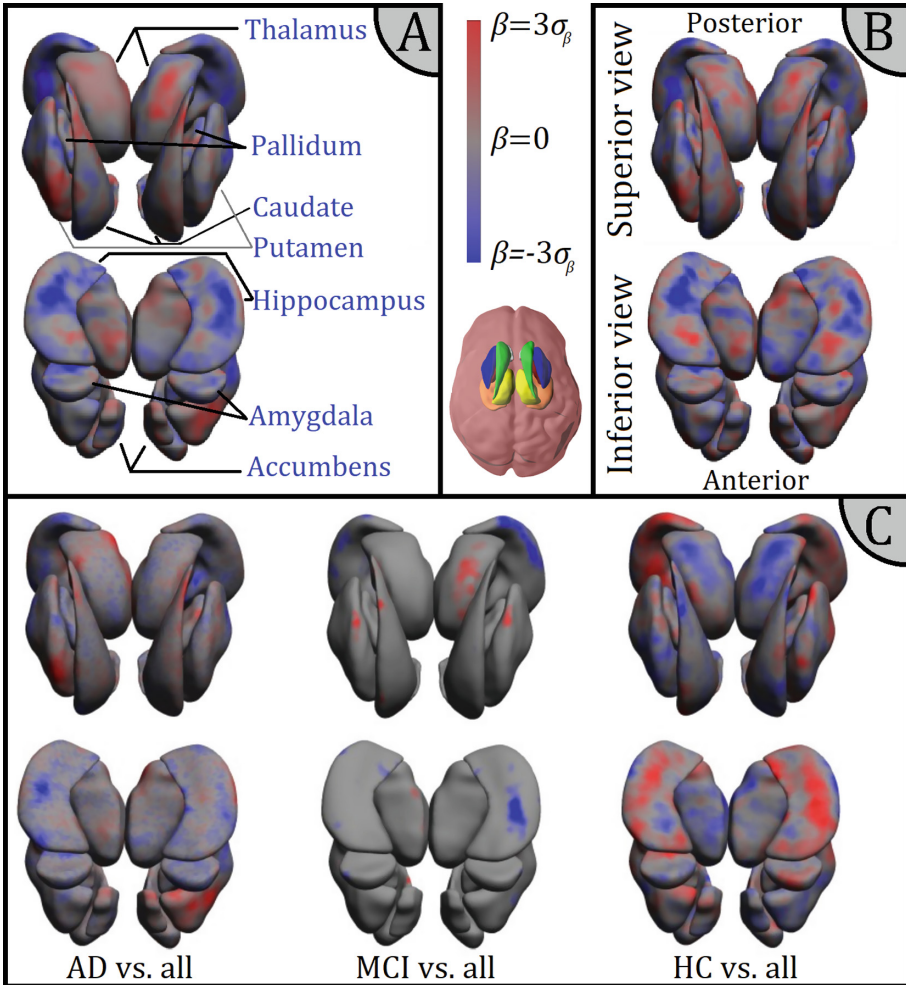 A
Thalamus
Pallidum
Caudate
Putamen
Hippocampus
Amygdala
Accumbens
β=3σβ
β=0
β=-3σβ
B
Posterior
Superior view
Inferior view
Anterior
C
AD vs. all
MCI vs. all
HC vs. all